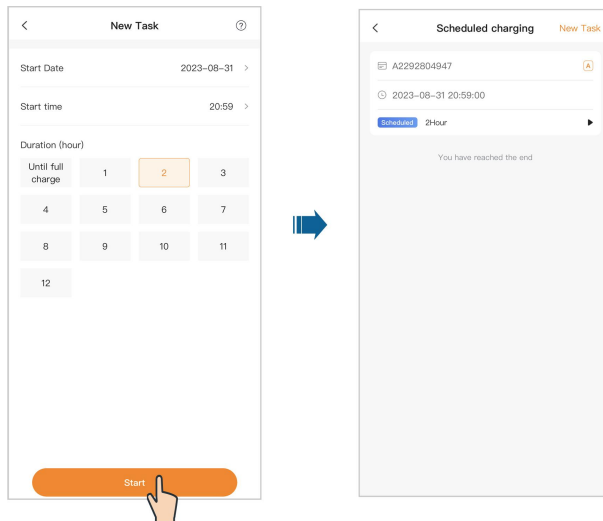 New Task
?
Start Date 2023-08-31 >
Start time 20:59 >
Duration (hour)
Until full
charge
1
2
3
4
5
6
7
8
9
10
11
12
Start
Scheduled charging New Task
A2292804947 A
2023-08-31 20:59:00
Scheduled 2Hour
You have reached the end